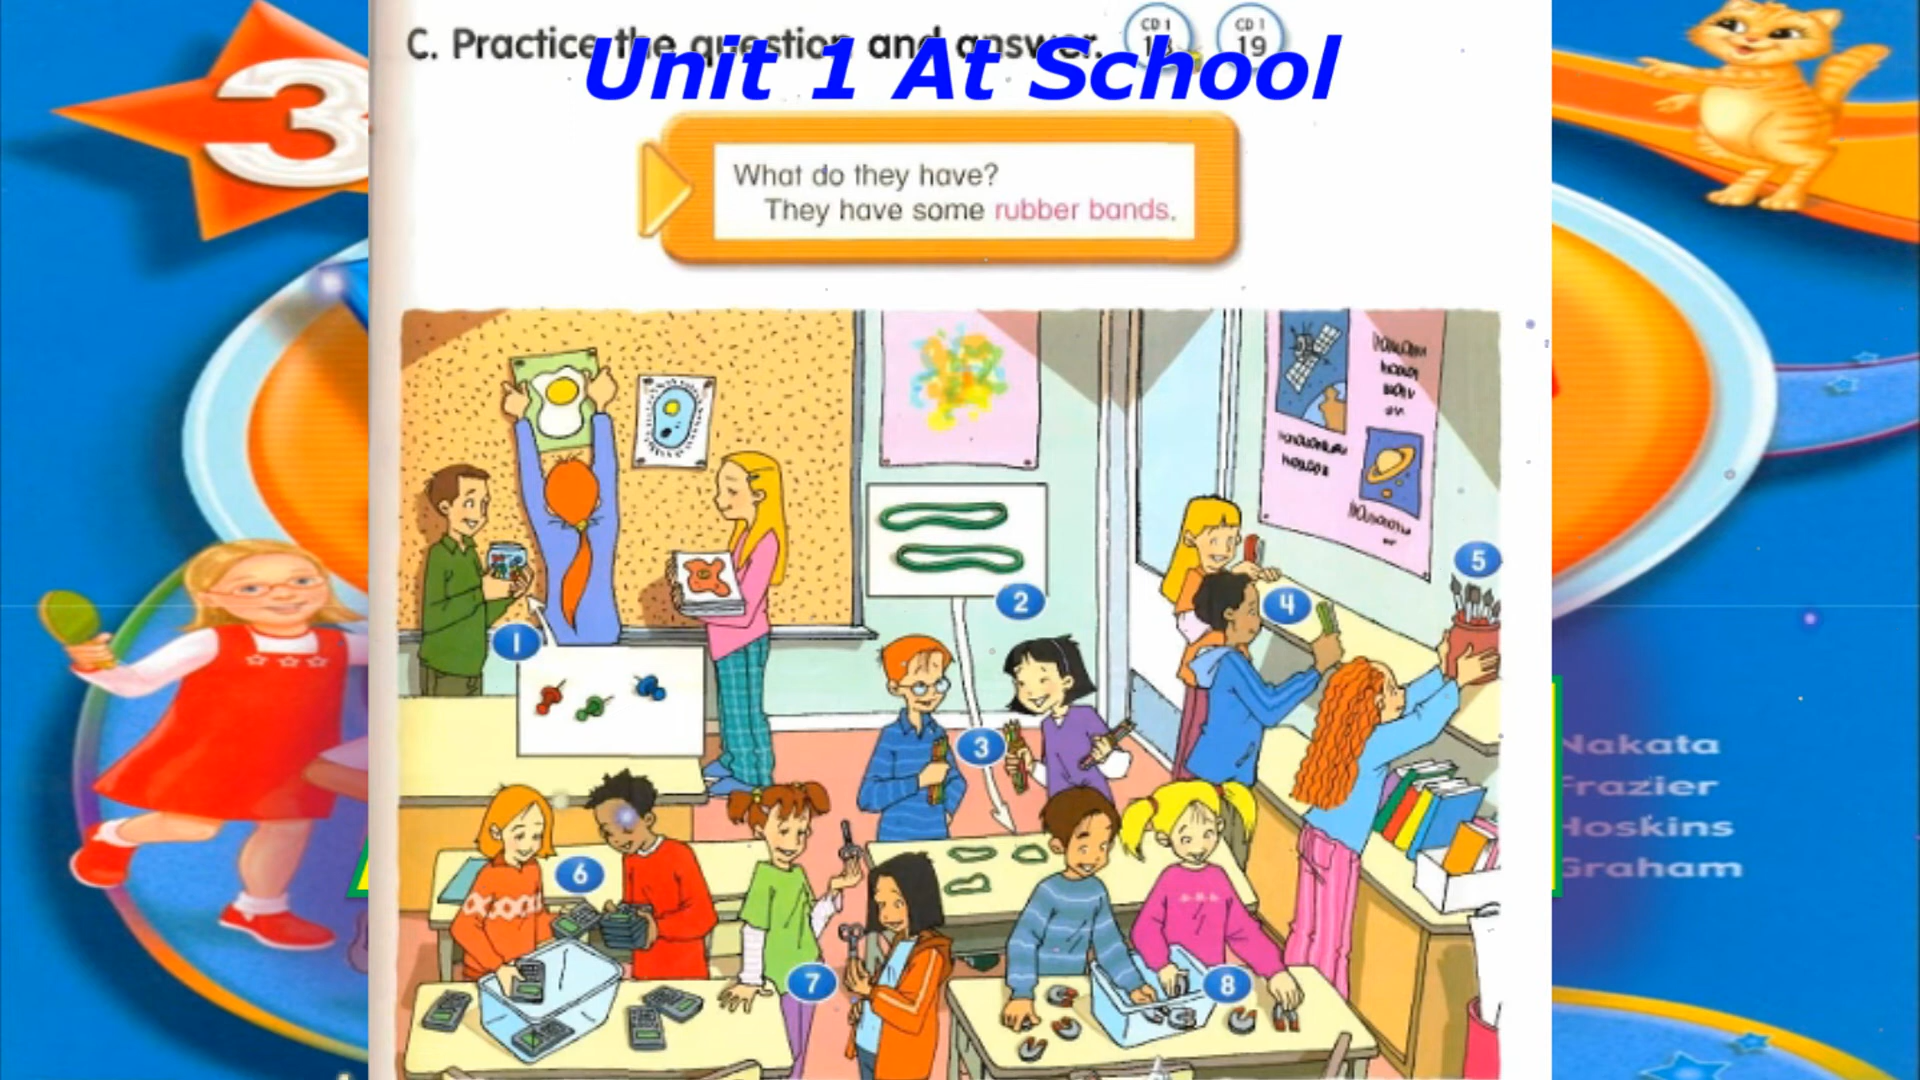 3
C. Practice the question and answer.
CD 1
CD 1
19
Unit 1 At School
What do they have?
They have some rubber bands.
1
2
3
4
5
6
7
8
Nakata
Frazier
Hoskins
Graham